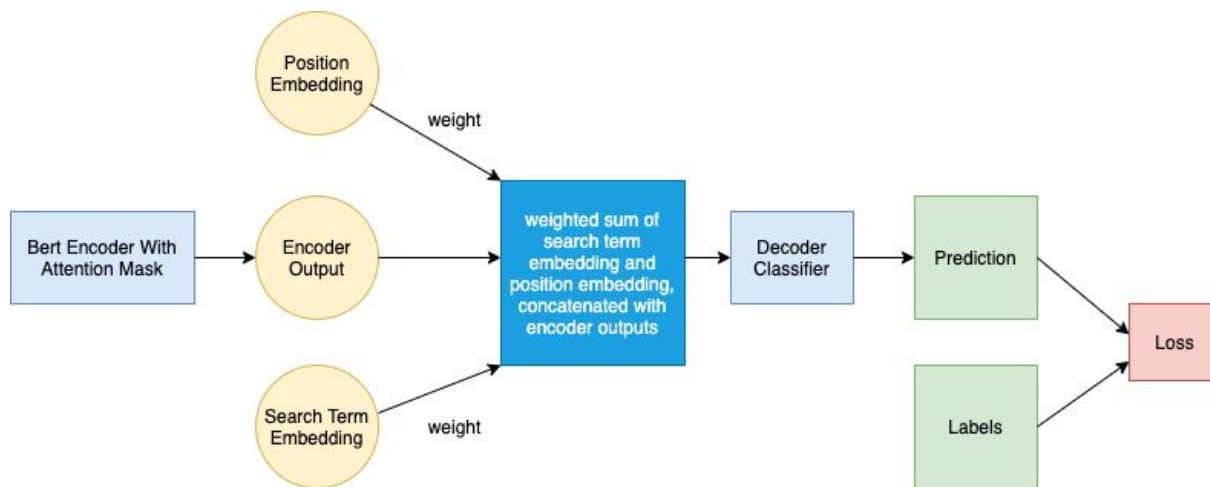 Position
Embedding
weight
Bert Encoder With
Attention Mask
Encoder
Output
weighted sum of
search term
embedding and
position embedding,
concatenated with
encoder outputs
Decoder
Classifier
Prediction
Loss
Search Term
Embedding
weight
Labels